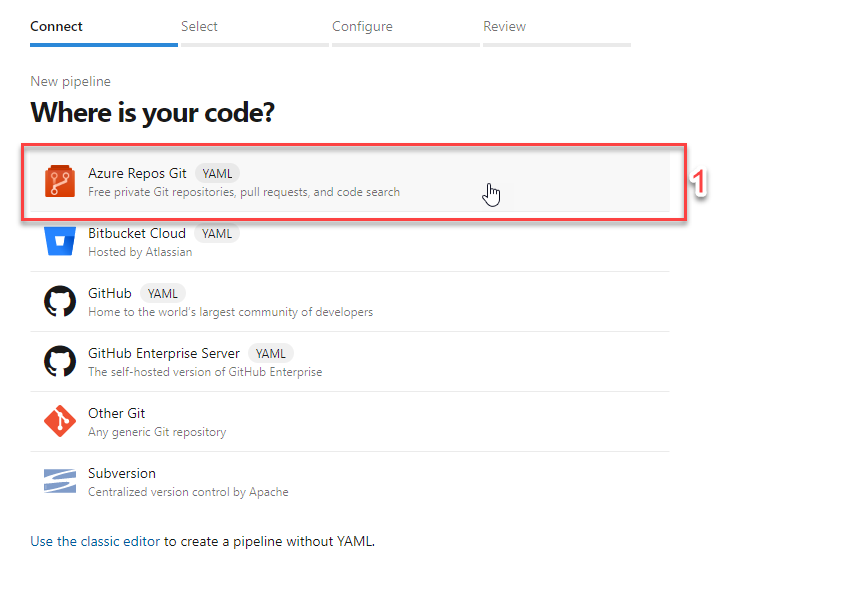 Connect Select Configure Review
New pipeline
Where is your code?
Azure Repos Git YAML
Free private Git repositories, pull requests, and code search
1
Bitbucket Cloud YAML
Hosted by Atlassian
GitHub YAML
Home to the world's largest community of developers
GitHub Enterprise Server YAML
The self-hosted version of GitHub Enterprise
Other Git
Any generic Git repository
Subversion
Centralized version control by Apache
Use the classic editor to create a pipeline without YAML.